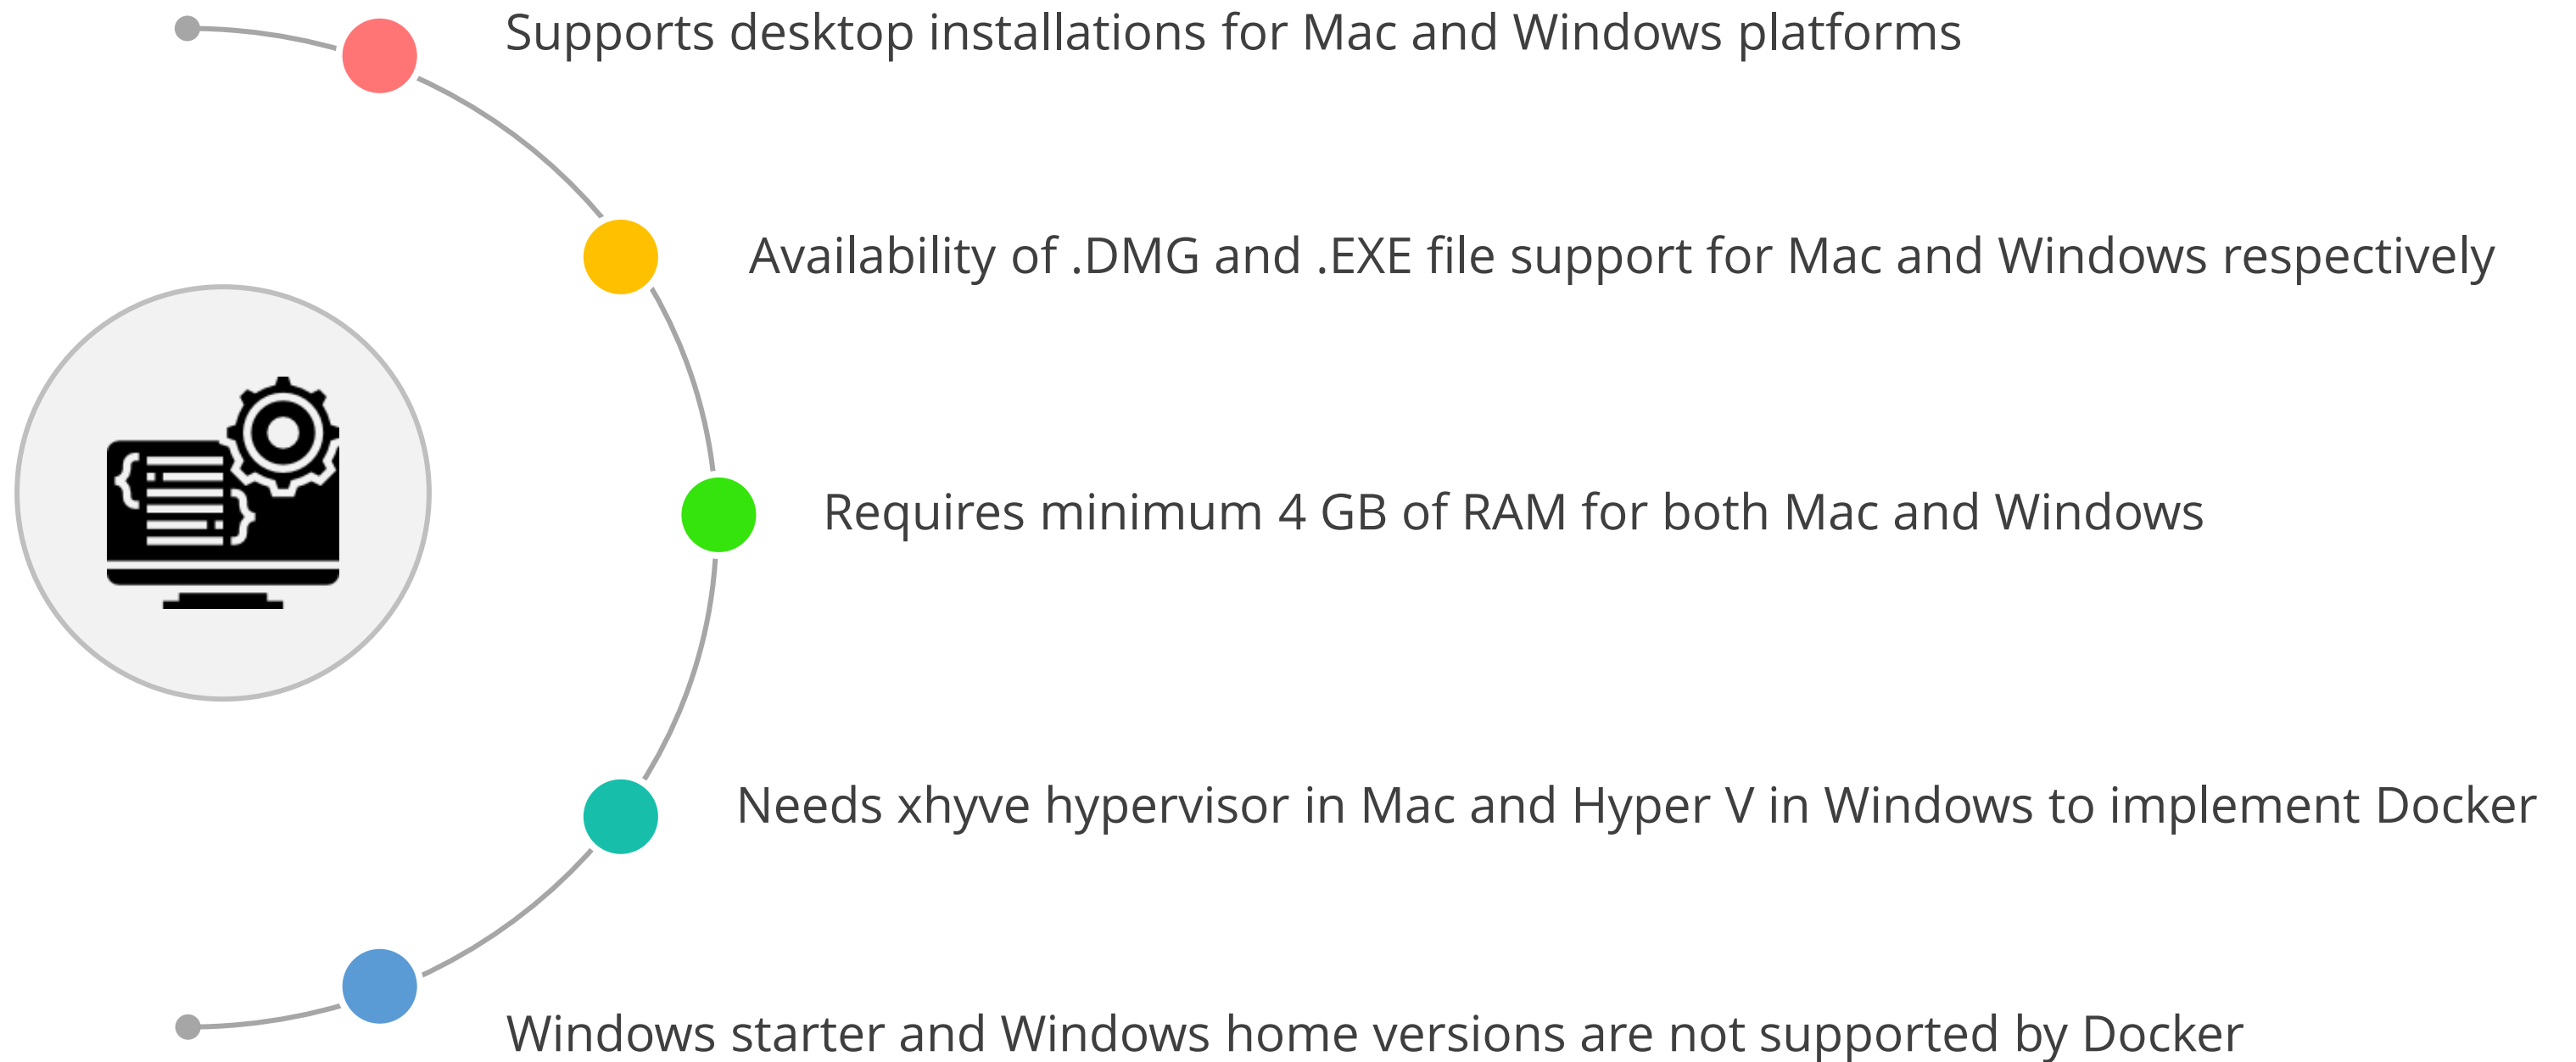 Supports desktop installations for Mac and Windows platforms
Availability of .DMG and .EXE file support for Mac and Windows respectively
Requires minimum 4 GB of RAM for both Mac and Windows
Needs xhyve hypervisor in Mac and Hyper V in Windows to implement Docker
Windows starter and Windows home versions are not supported by Docker